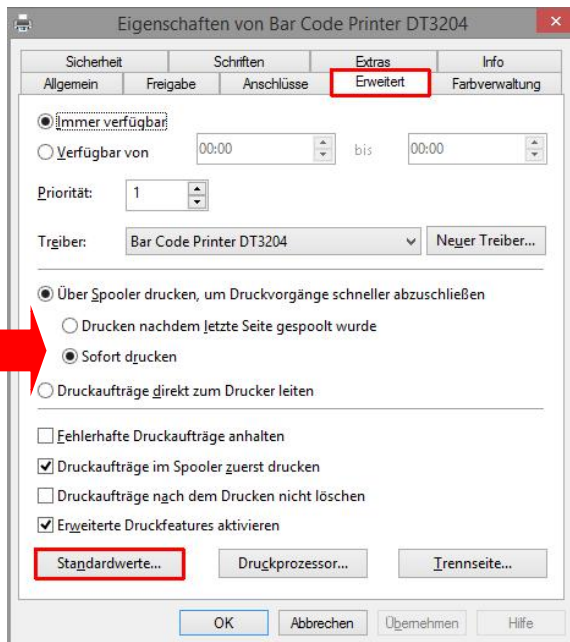 Eigenschaften von Bar Code Printer DT3204
Sicherheit Schriften Extras Info
Allgemein Freigabe Anschlüsse Erweitert Farbverwaltung
Immer verfügbar
Verfügbar von 00:00 bis 00:00
Priorität: 1
Treiber: Bar Code Printer DT3204 Neuer Treiber...
Über Spooler drucken, um Druckvorgänge schneller abzuschließen
Drucken nachdem letzte Seite gespoolt wurde
Sofort drucken
Druckaufträge direkt zum Drucker leiten
Fehlerhafte Druckaufträge anhalten
Druckaufträge im Spooler zuerst drucken
Druckaufträge nach dem Drucken nicht löschen
Erweiterte Druckfeatures aktivieren
Standardwerte... Druckprozessor... Trennseite...
OK Abbrechen Übernehmen Hilfe